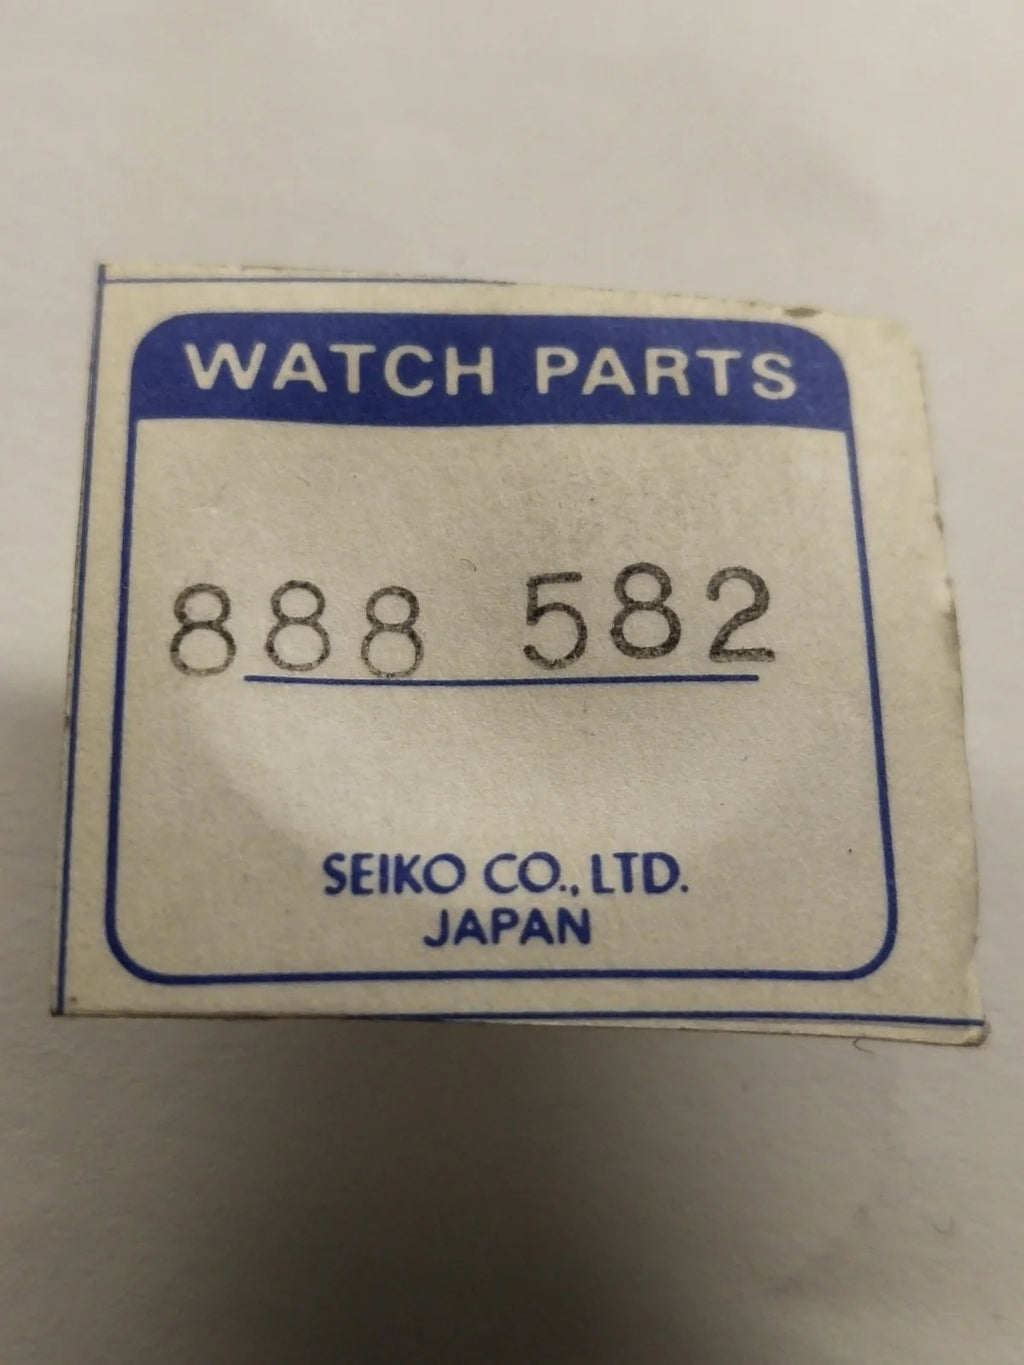 WATCH PARTS
888 582
SEIKO CO., LTD.
JAPAN